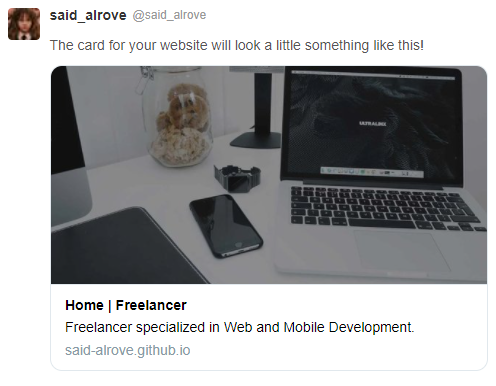 said_alrove @said_alrove
The card for your website will look a little something like this!
ULTRALINX
Home | Freelancer
Freelancer specialized in Web and Mobile Development.
said-alrove.github.io